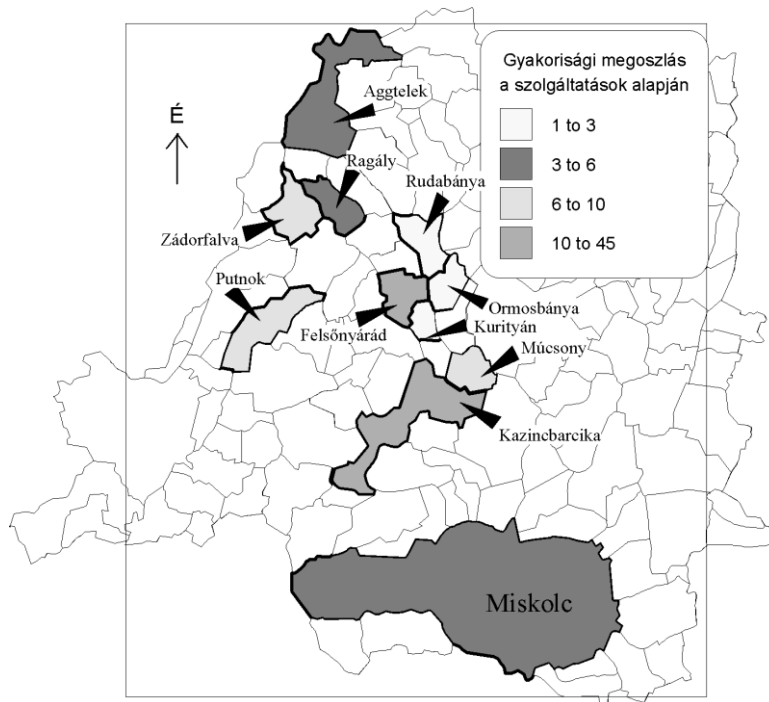 Gyakorisági megoszlás
a szolgáltatások alapján
1 to 3
3 to 6
6 to 10
10 to 45
É
Aggtelek
Ragály
Rudabánya
Zádorfalva
Putnok
Ormosbánya
Felsőnyárád
Kurityán
Múcsony
Kazincbarcika
Miskolc